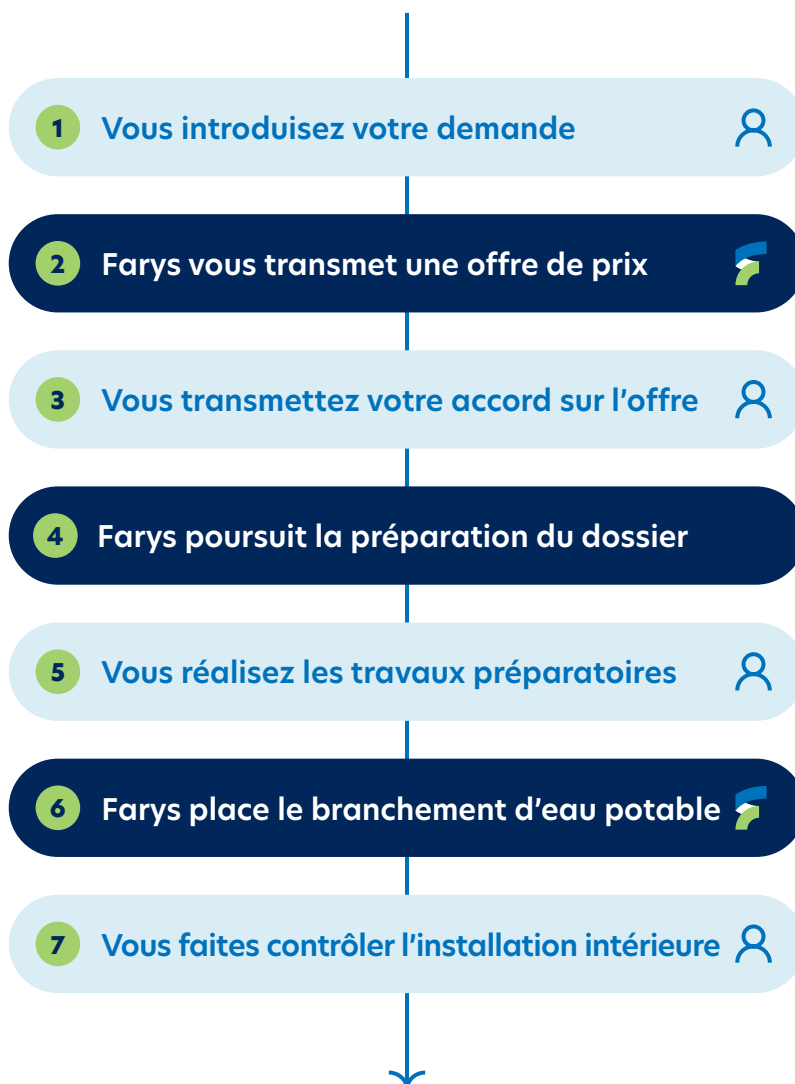 1 Vous introduisez votre demande
2 Farys vous transmet une offre de prix
3 Vous transmettez votre accord sur l'offre
4 Farys poursuit la préparation du dossier
5 Vous réalisez les travaux préparatoires
6 Farys place le branchement d'eau potable
7 Vous faites contrôler l'installation intérieure